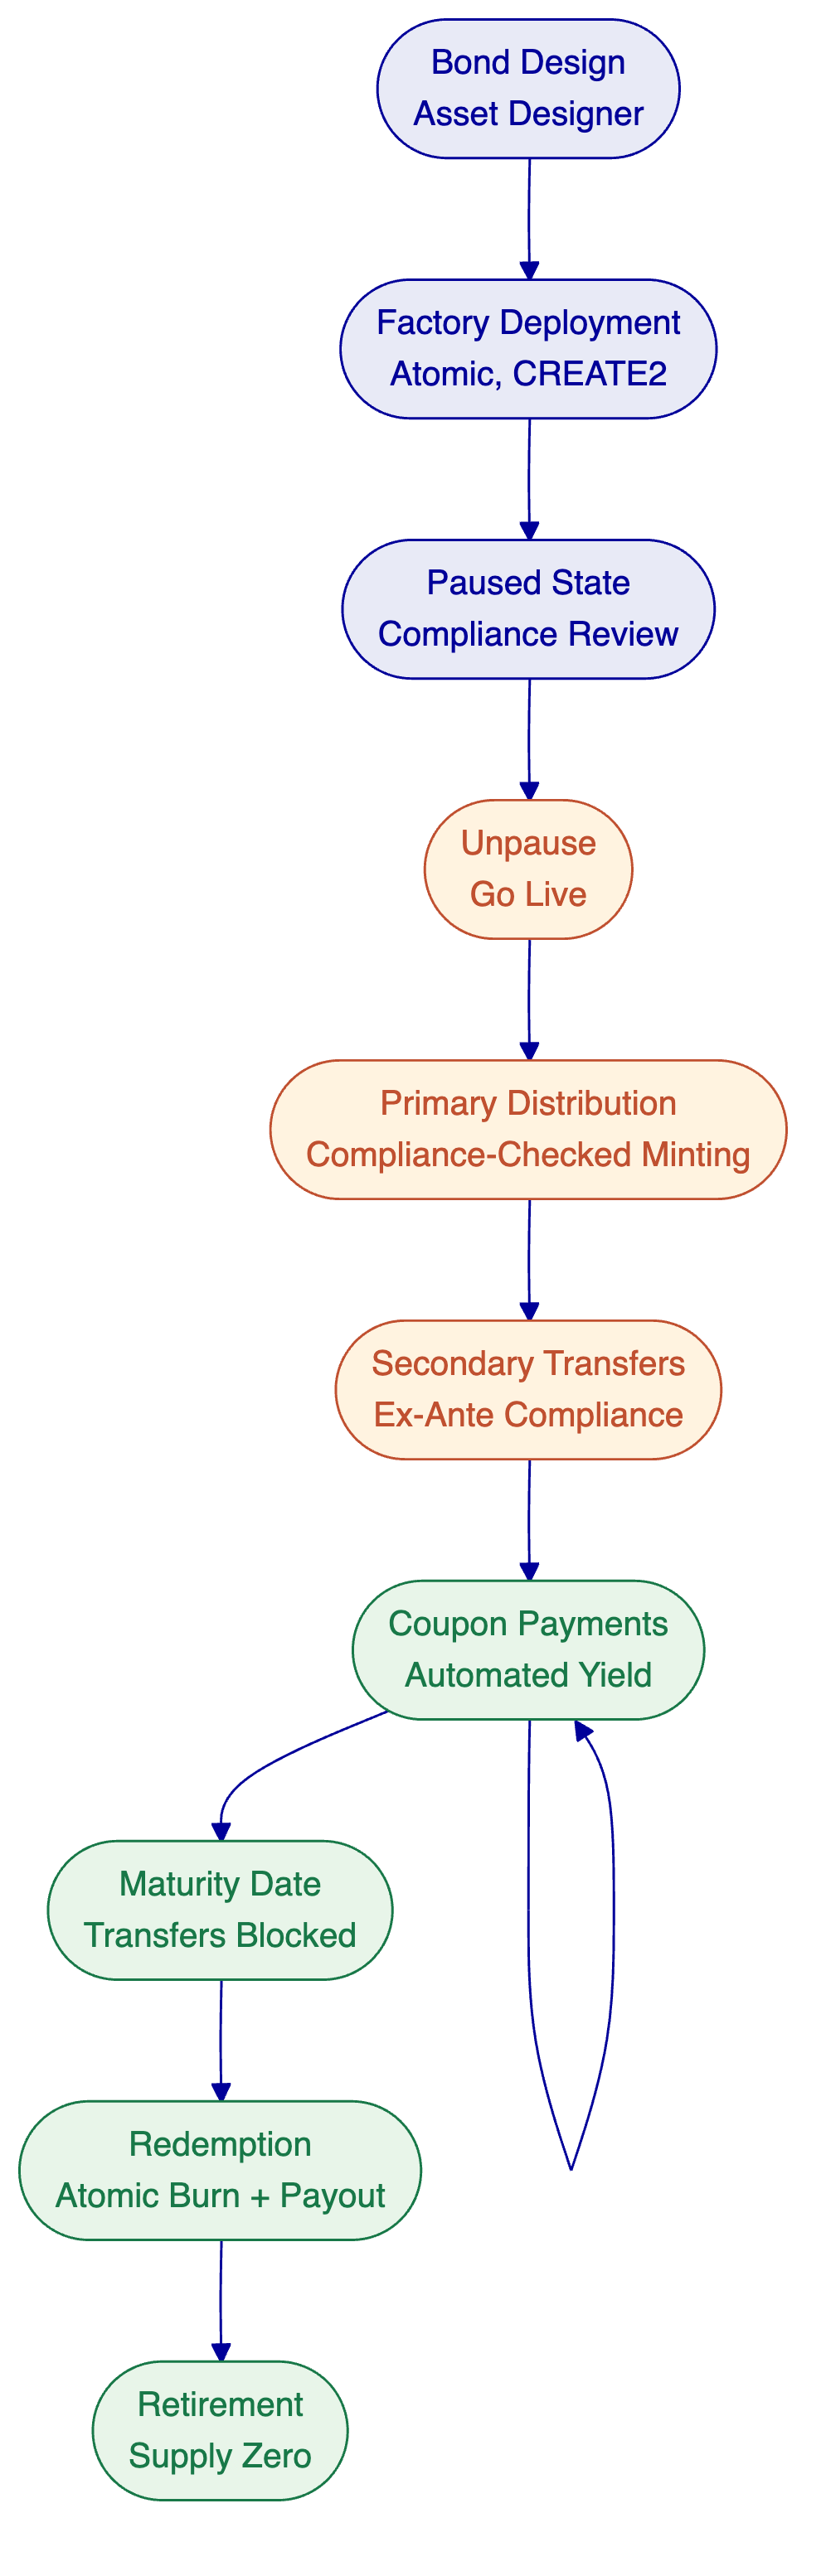 Bond Design
Asset Designer
Factory Deployment
Atomic, CREATE2
Paused State
Compliance Review
Unpause
Go Live
Primary Distribution
Compliance-Checked Minting
Secondary Transfers
Ex-Ante Compliance
Coupon Payments
Automated Yield
Maturity Date
Transfers Blocked
Redemption
Atomic Burn + Payout
Retirement
Supply Zero